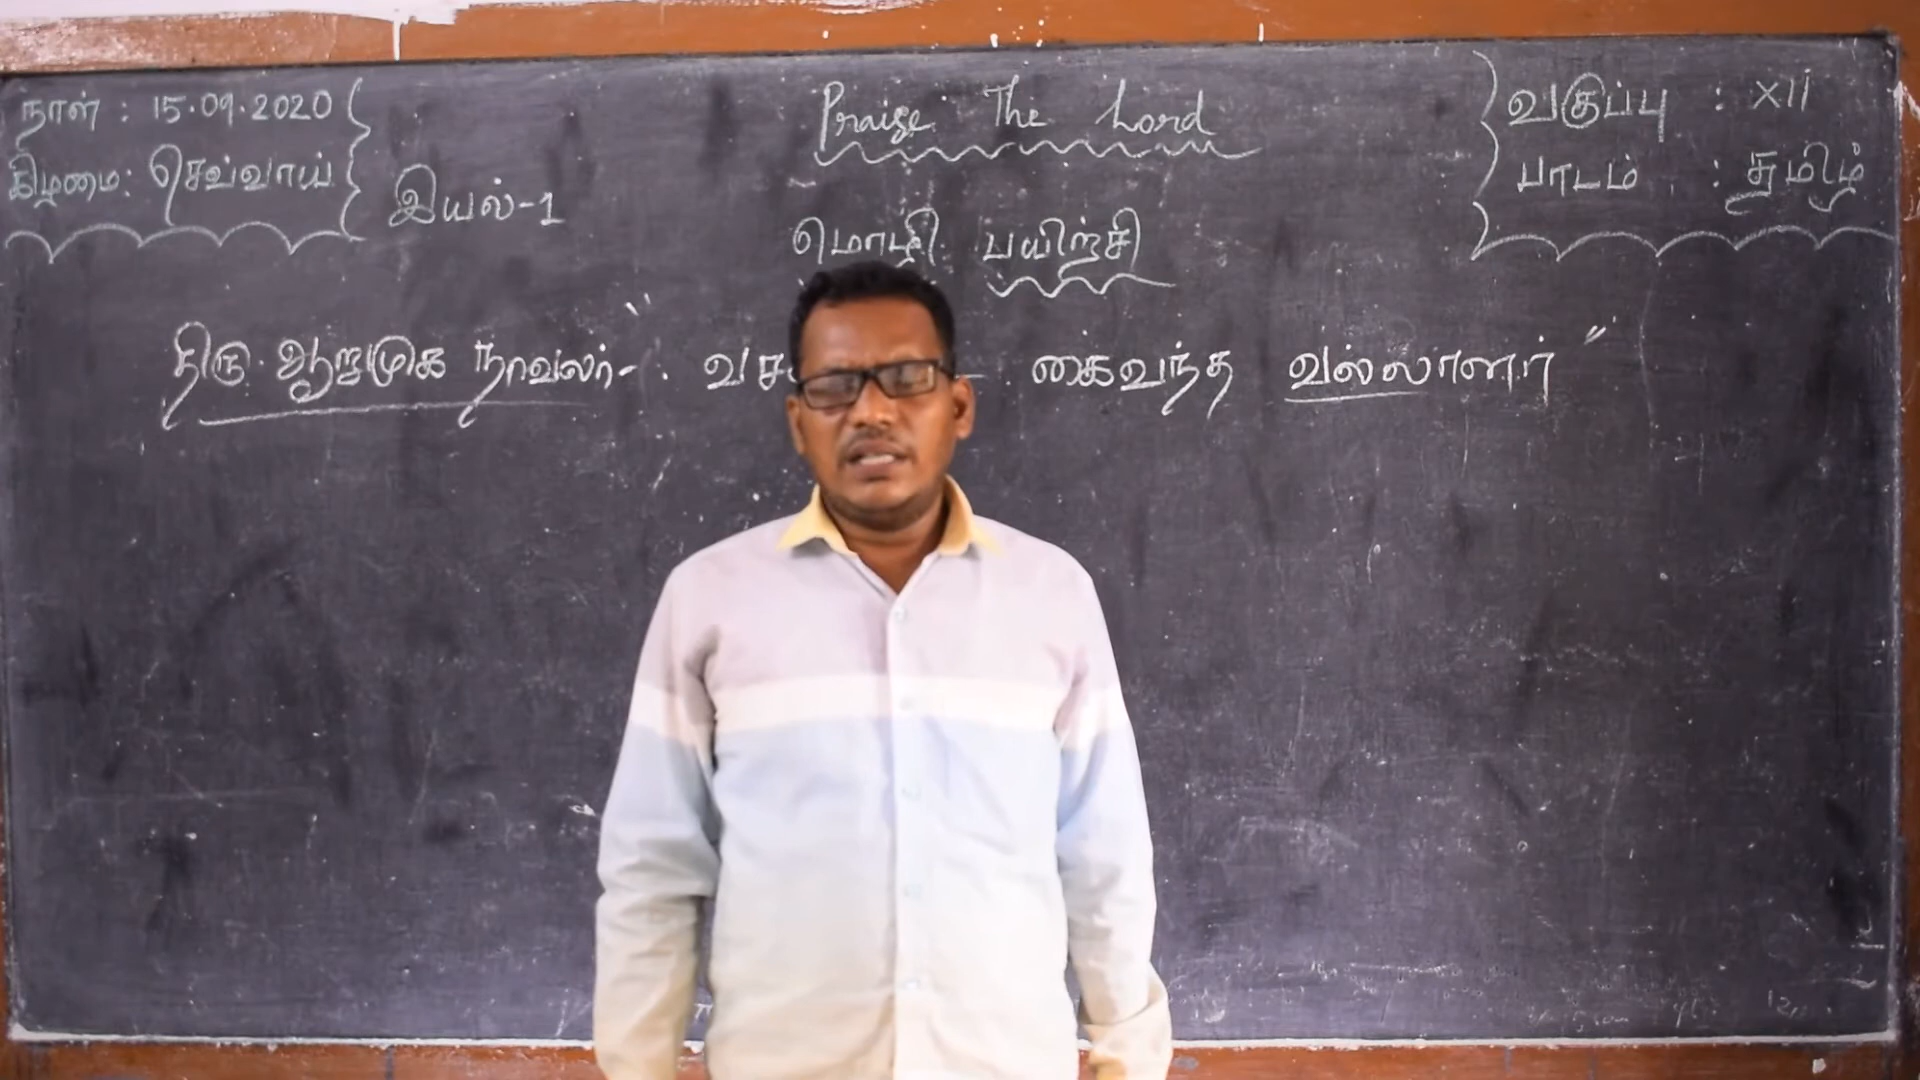 நாள் : 15.09.2020
கிழமை : செவ்வாய்
இயல்-1
Praise The Lord
வகுப்பு : XII
பாடம் : தமிழ்
மொழி பயிற்சி
திரு. ஆறுமுக நாவலர்- " கைவந்த வல்லாளர் "